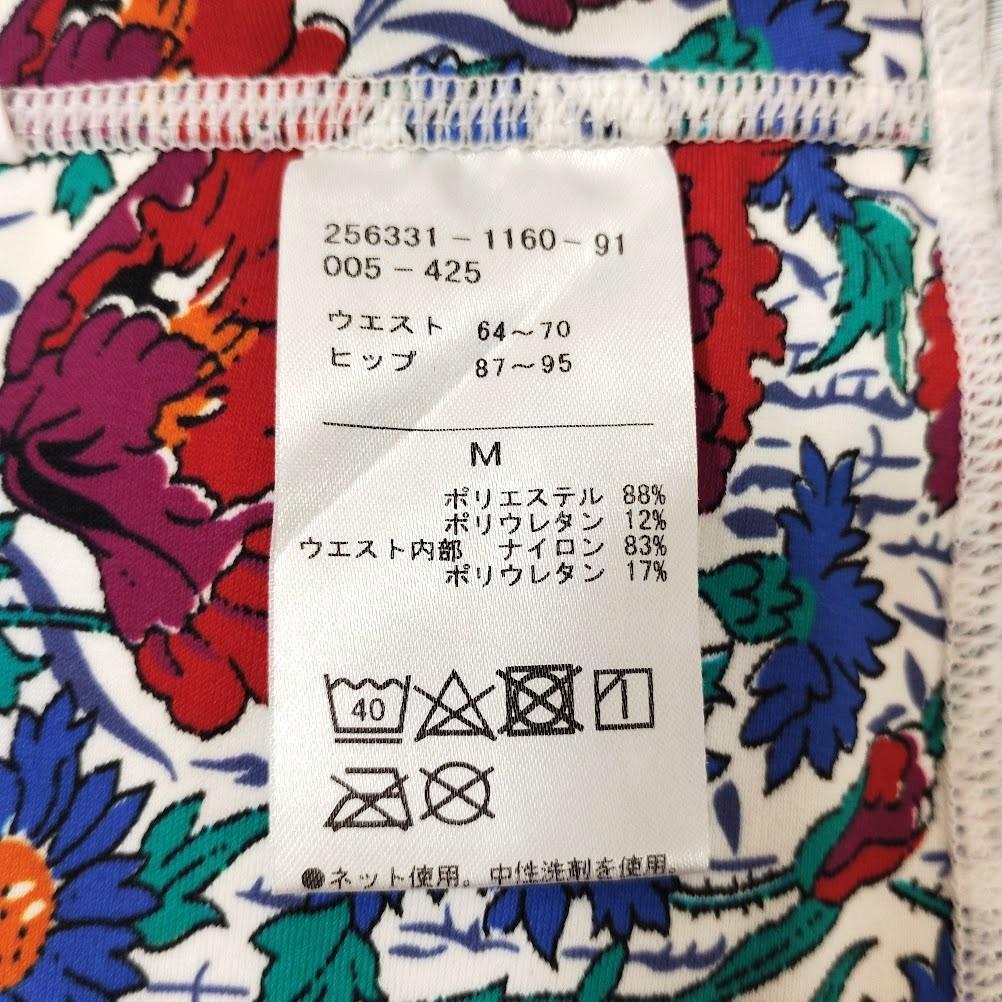 256331-1160-91
005-425
ウエスト 64～70
ヒップ 87～95
M
ポリエステル 88%
ポリウレタン 12%
ウエスト内部 ナイロン 83%
ポリウレタン 17%
40
●ネット使用。中性洗剤を使用。